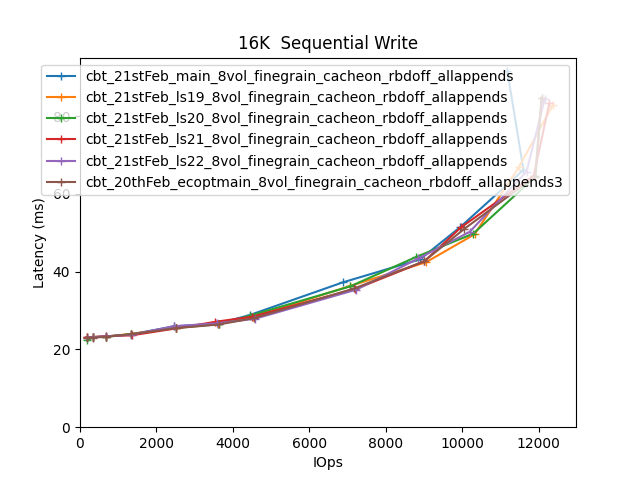 16K  Sequential Write
cbt_21stFeb_main_8vol_finegrain_cacheon_rbdoff_allappends
cbt_21stFeb_ls19_8vol_finegrain_cacheon_rbdoff_allappends
cbt_21stFeb_ls20_8vol_finegrain_cacheon_rbdoff_allappends
cbt_21stFeb_ls21_8vol_finegrain_cacheon_rbdoff_allappends
cbt_21stFeb_ls22_8vol_finegrain_cacheon_rbdoff_allappends
cbt_20thFeb_ecoptmain_8vol_finegrain_cacheon_rbdoff_allappends3
Latency (ms)
80
60
40
20
0
0 2000 4000 6000 8000 10000 12000
IOps